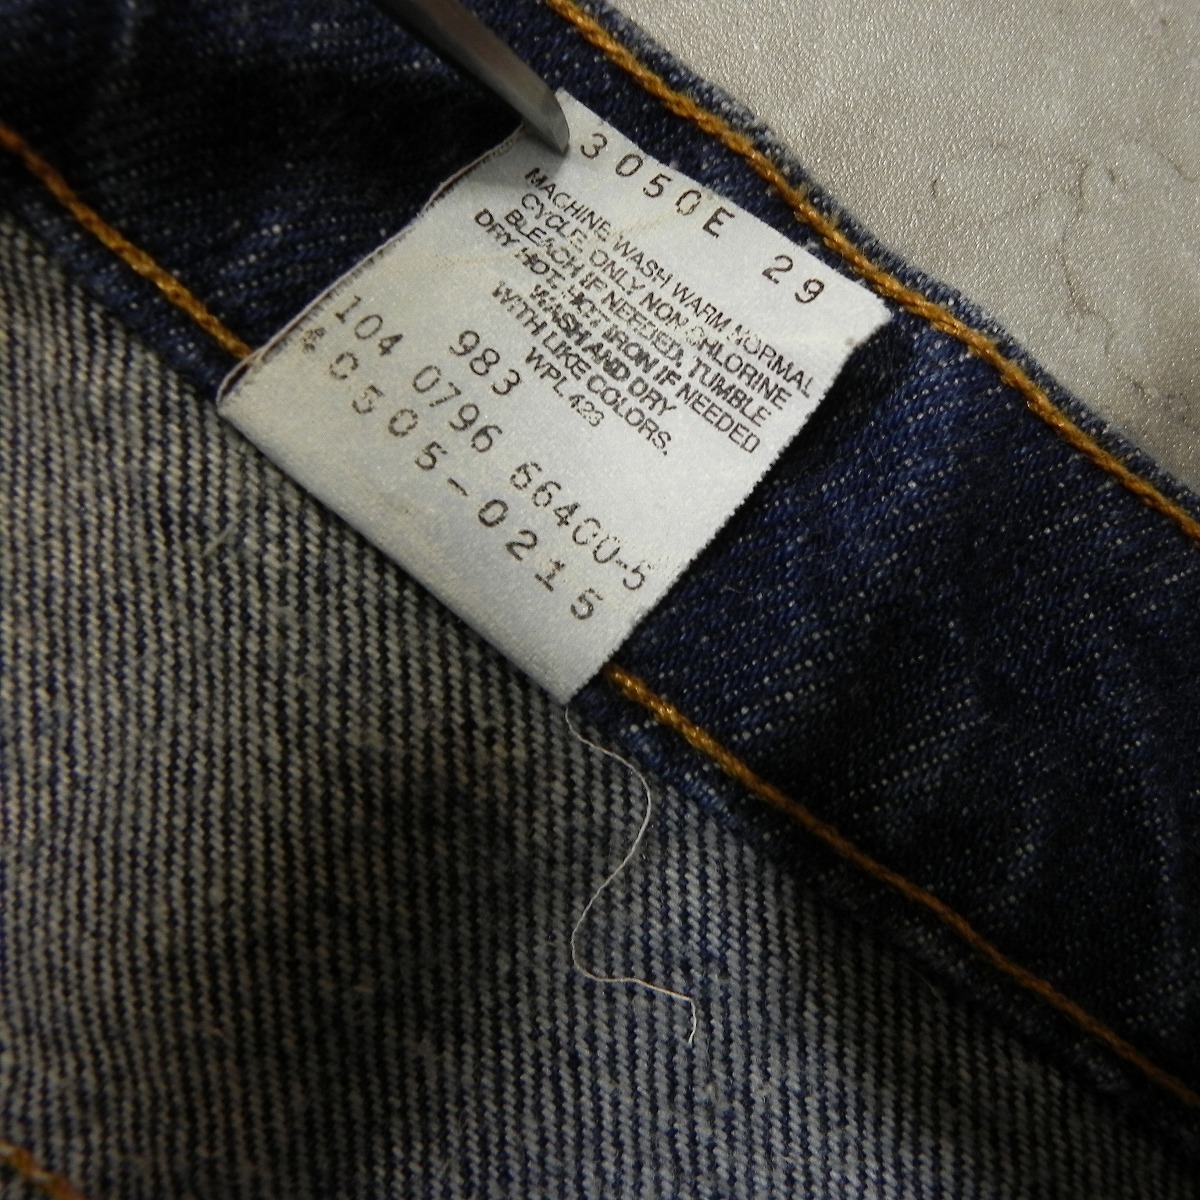 3050E 29
MACHINE WASH WARM NORMAL
CYCLE. ONLY NON CHLORINE
BLEACH IF NEEDED. TUMBLE
DRY HOT. HOT IRON IF NEEDED
WASH AND DRY
WITH LIKE COLORS.
WPL 423
983
104 0796 66400-5
40505-0215